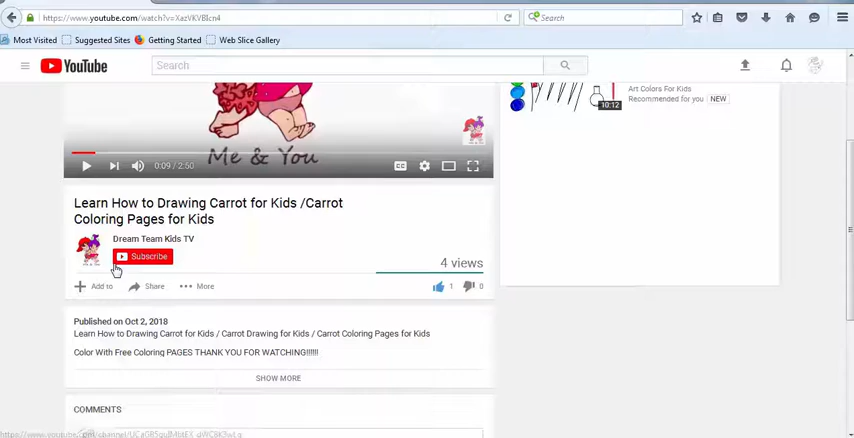 https://www.youtube.com/watch?v=XazVKVBlcn4
Search
Most Visited
Suggested Sites
Getting Started
Web Slice Gallery
YouTube
Search
Art Colors For Kids
Recommended for you NEW
10:12
Me & You
0:09 / 2:50
CC
Learn How to Drawing Carrot for Kids /Carrot
Coloring Pages for Kids
Dream Team Kids TV
Subscribe
4 views
Add to
Share
More
1
0
Published on Oct 2, 2018
Learn How to Drawing Carrot for Kids / Carrot Drawing for Kids / Carrot Coloring Pages for Kids
Color With Free Coloring PAGES THANK YOU FOR WATCHING!!!!!!
SHOW MORE
COMMENTS